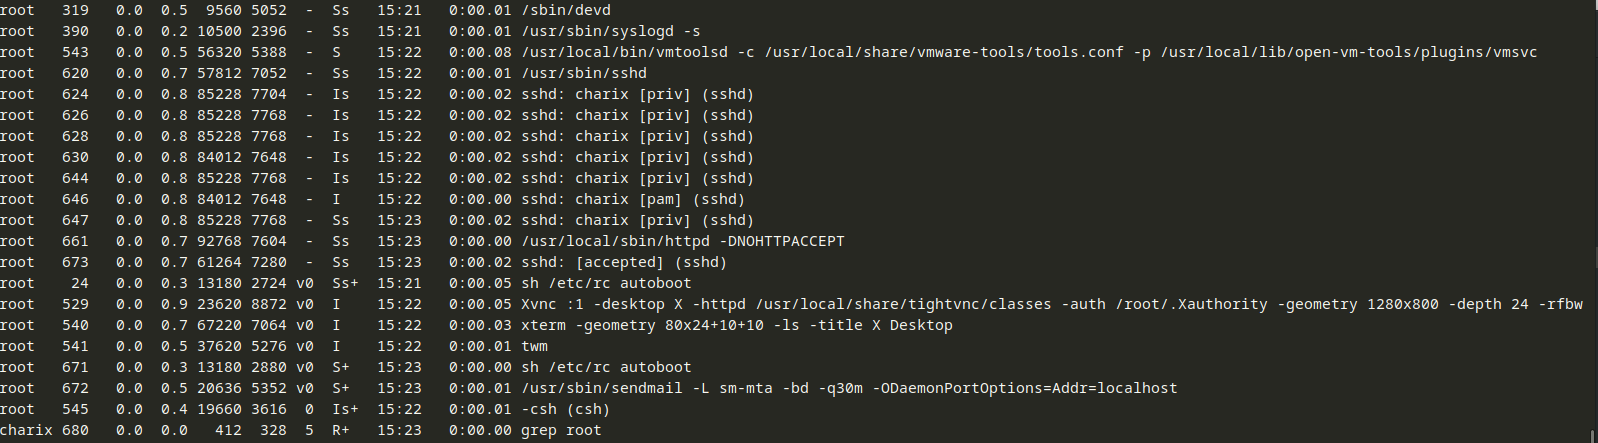 root   319   0.0  0.5   9560 5052  -  Ss   15:21   0:00.01 /sbin/devd
root   390   0.0  0.2  10500 2396  -  Ss   15:21   0:00.01 /usr/sbin/syslogd -s
root   543   0.0  0.5  56320 5388  -  S    15:22   0:00.08 /usr/local/bin/vmtoolsd -c /usr/local/share/vmware-tools/tools.conf -p /usr/local/lib/open-vm-tools/plugins/vmsvc
root   620   0.0  0.7  57812 7052  -  Ss   15:22   0:00.01 /usr/sbin/sshd
root   624   0.0  0.8  85228 7704  -  Is   15:22   0:00.02 sshd: charix [priv] (sshd)
root   626   0.0  0.8  85228 7768  -  Is   15:22   0:00.02 sshd: charix [priv] (sshd)
root   628   0.0  0.8  85228 7768  -  Is   15:22   0:00.02 sshd: charix [priv] (sshd)
root   630   0.0  0.8  84012 7648  -  Is   15:22   0:00.02 sshd: charix [priv] (sshd)
root   644   0.0  0.8  85228 7768  -  Is   15:22   0:00.02 sshd: charix [priv] (sshd)
root   646   0.0  0.8  84012 7648  -  I    15:22   0:00.00 sshd: charix [pam] (sshd)
root   647   0.0  0.8  85228 7768  -  Ss   15:23   0:00.02 sshd: charix [priv] (sshd)
root   661   0.0  0.7  92768 7604  -  Ss   15:23   0:00.00 /usr/local/sbin/httpd -DNOHTTPACCEPT
root   673   0.0  0.7  61264 7280  -  Ss   15:23   0:00.02 sshd: [accepted] (sshd)
root    24   0.0  0.3  13180 2724 v0  Ss+  15:21   0:00.05 sh /etc/rc autoboot
root   529   0.0  0.9  23620 8872 v0  I    15:22   0:00.05 Xvnc :1 -desktop X -httpd /usr/local/share/tightvnc/classes -auth /root/.Xauthority -geometry 1280x800 -depth 24 -rfbw
root   540   0.0  0.7  67220 7064 v0  I    15:22   0:00.03 xterm -geometry 80x24+10+10 -ls -title X Desktop
root   541   0.0  0.5  37620 5276 v0  I    15:22   0:00.01 twm
root   671   0.0  0.3  13180 2880 v0  S+   15:23   0:00.00 sh /etc/rc autoboot
root   672   0.0  0.5  20636 5352 v0  S+   15:23   0:00.01 /usr/sbin/sendmail -L sm-mta -bd -q30m -ODaemonPortOptions=Addr=localhost
root   545   0.0  0.4  19660 3616  0  Is+  15:22   0:00.01 -csh (csh)
charix 680   0.0  0.0    412  328  5  R+   15:23   0:00.00 grep root